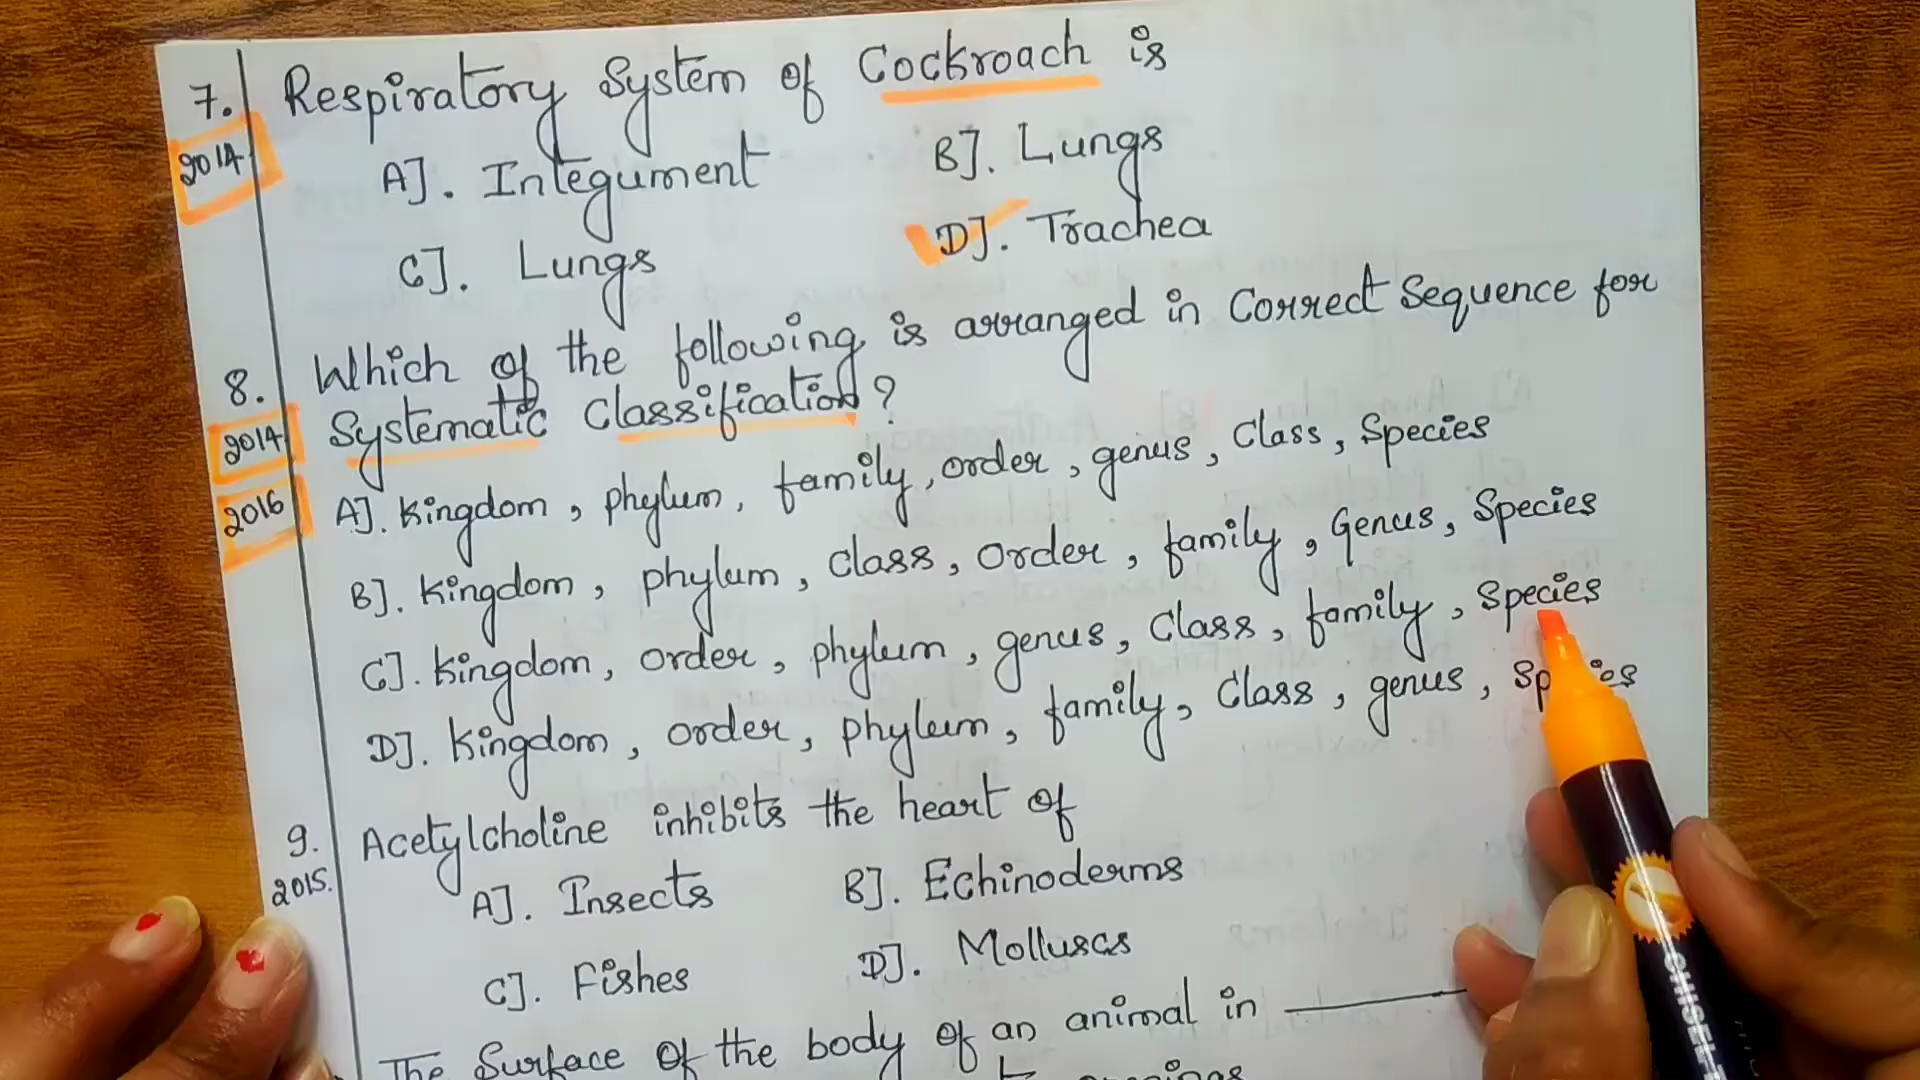 7. Respiratory System of Cockroach is
2014
A]. Integument B]. Lungs
C]. Lungs D]. Trachea
8. Which of the following is arranged in Correct Sequence for
2014 Systematic Classification?
2016 A]. Kingdom, phylum, family, order, genus, Class, Species
B]. Kingdom, phylum, Class, Order, family, Genus, Species
C]. Kingdom, order, phylum, genus, Class, family, Species
D]. Kingdom, order, phylum, family, Class, genus,
9. Acetylcholine inhibits the heart of
2015. A]. Insects B]. Echinoderms
C]. Fishes D]. Molluscs
The Surface of the body of an animal in